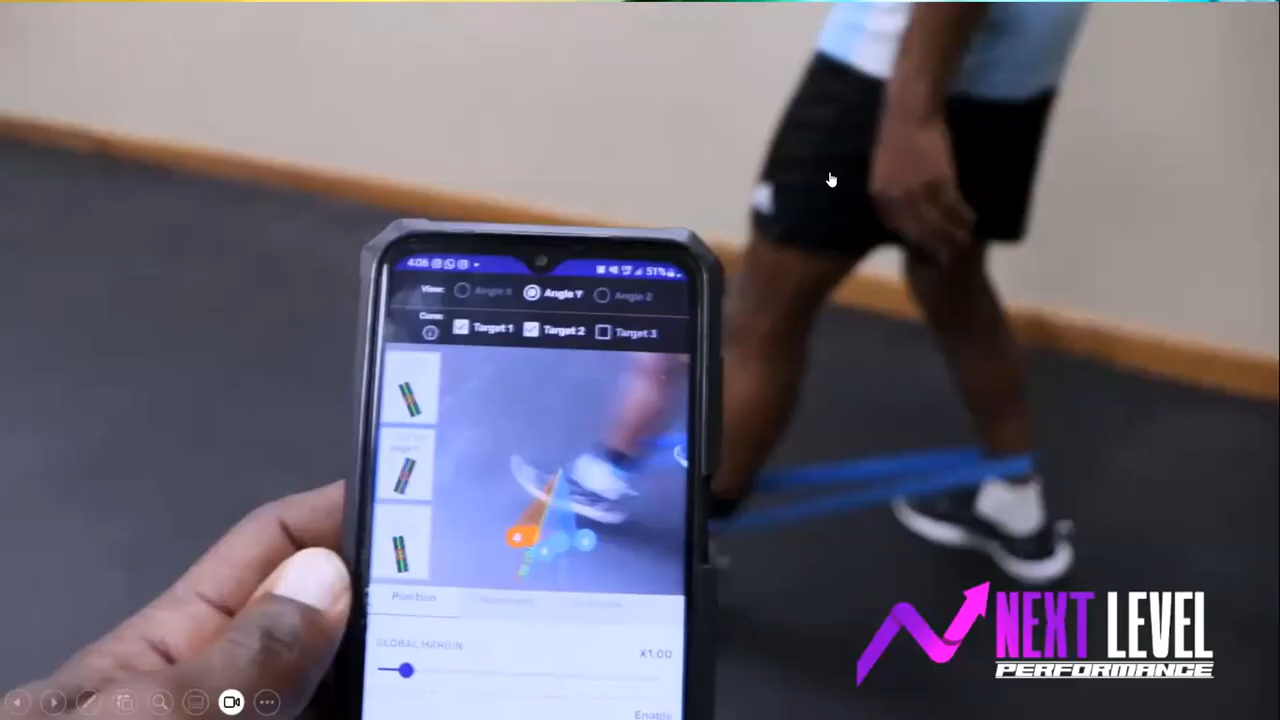 4:06
51%
View: Angle X Angle Y Angle Z
Cons: Target 1 Target 2 Target 3
Position
GLOBAL MARGIN:
X1.00
Enable
NEXT LEVEL
PERFORMANCE